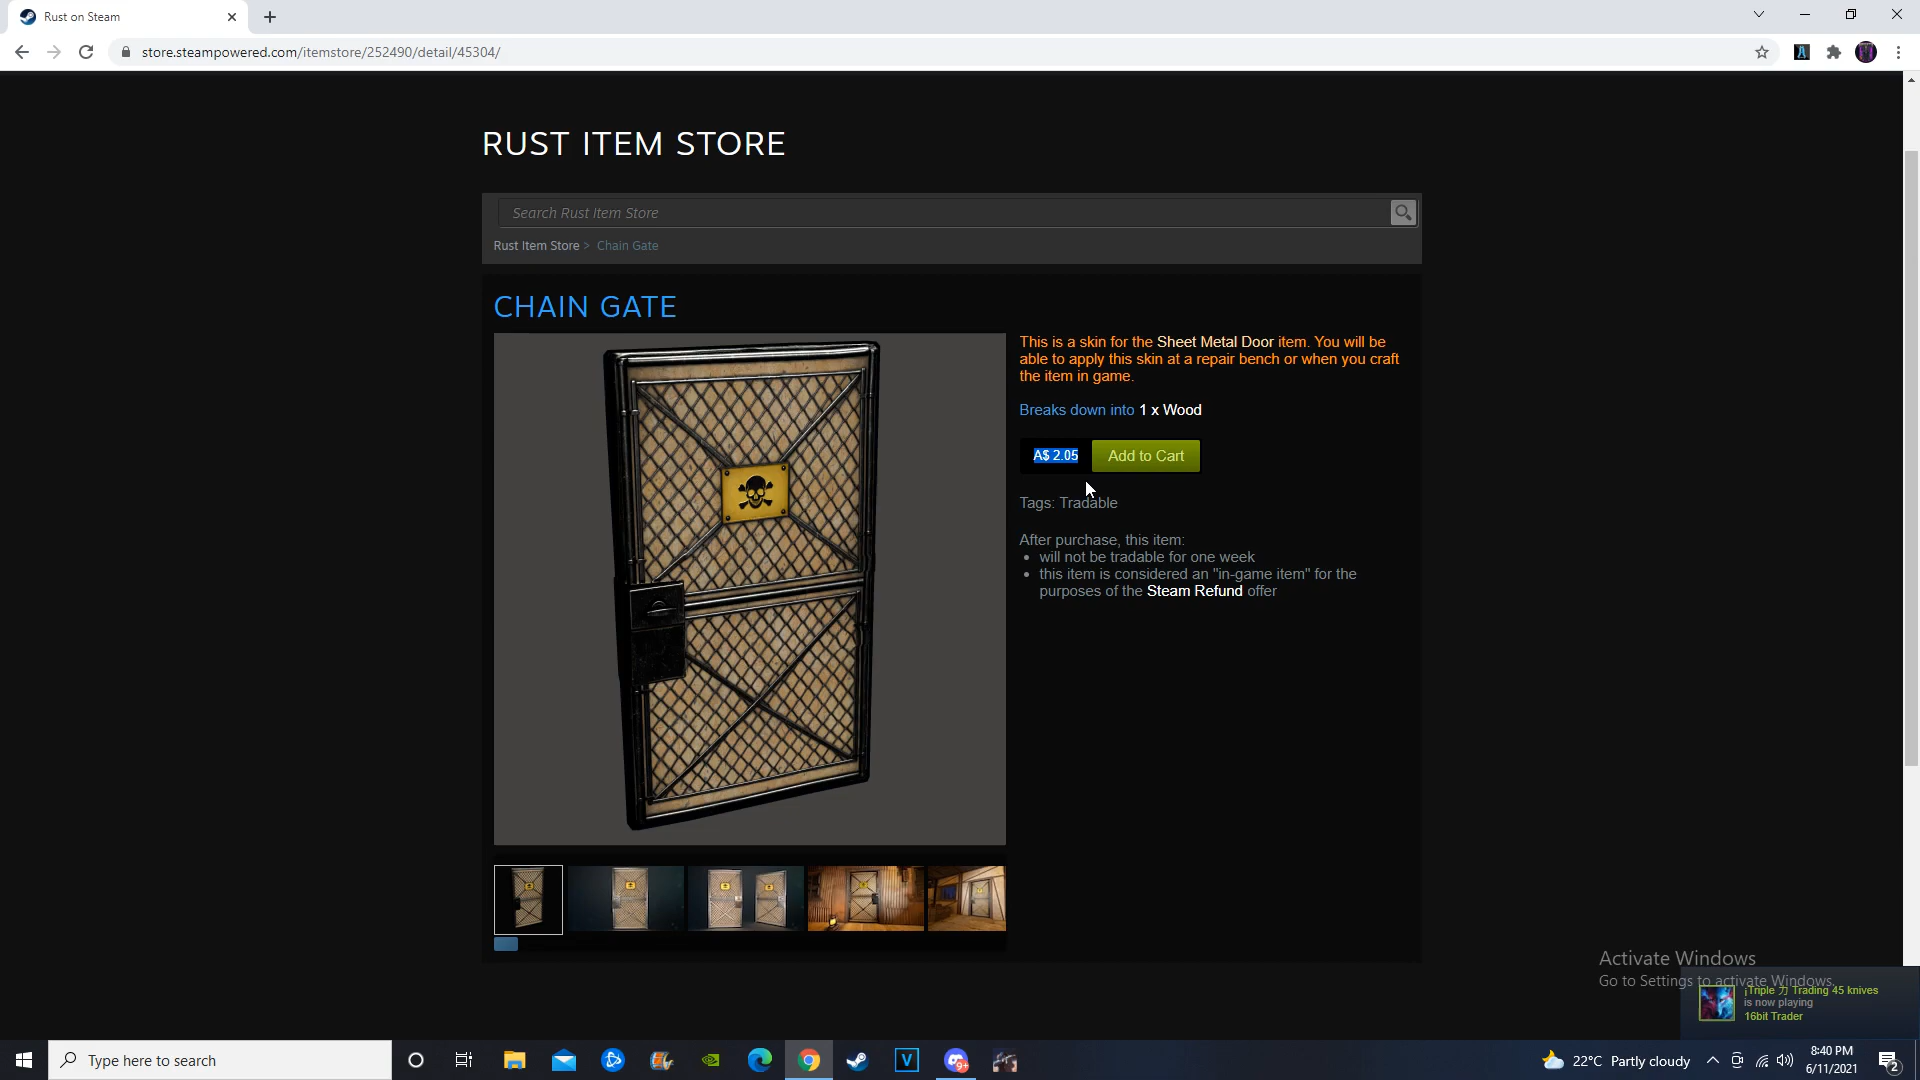 Rust on Steam
store.steampowered.com/itemstore/252490/detail/45304/
RUST ITEM STORE
Search Rust Item Store
Rust Item Store > Chain Gate
CHAIN GATE
This is a skin for the Sheet Metal Door item. You will be
able to apply this skin at a repair bench or when you craft
the item in game.
Breaks down into 1 x Wood
A$ 2.05
Add to Cart
Tags: Tradable
After purchase, this item:
• will not be tradable for one week
• this item is considered an "in-game item" for the
purposes of the Steam Refund offer
Activate Windows
Go to Settings to activate Windows.
¡Triple 力 Trading 45 knives
is now playing
16bit Trader
Type here to search
V
9+
22°C Partly cloudy
8:40 PM
6/11/2021
2